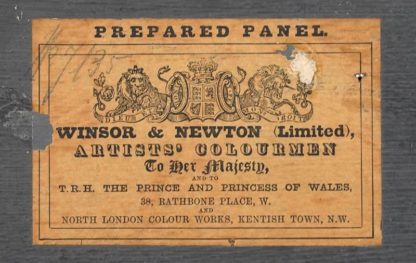 PREPARED PANEL.
WINSOR & NEWTON (Limited),
ARTISTS' COLOURMEN
To Her Majesty,
AND TO
T.R.H. THE PRINCE AND PRINCESS OF WALES,
38, RATHBONE PLACE, W.
AND
NORTH LONDON COLOUR WORKS, KENTISH TOWN, N.W.